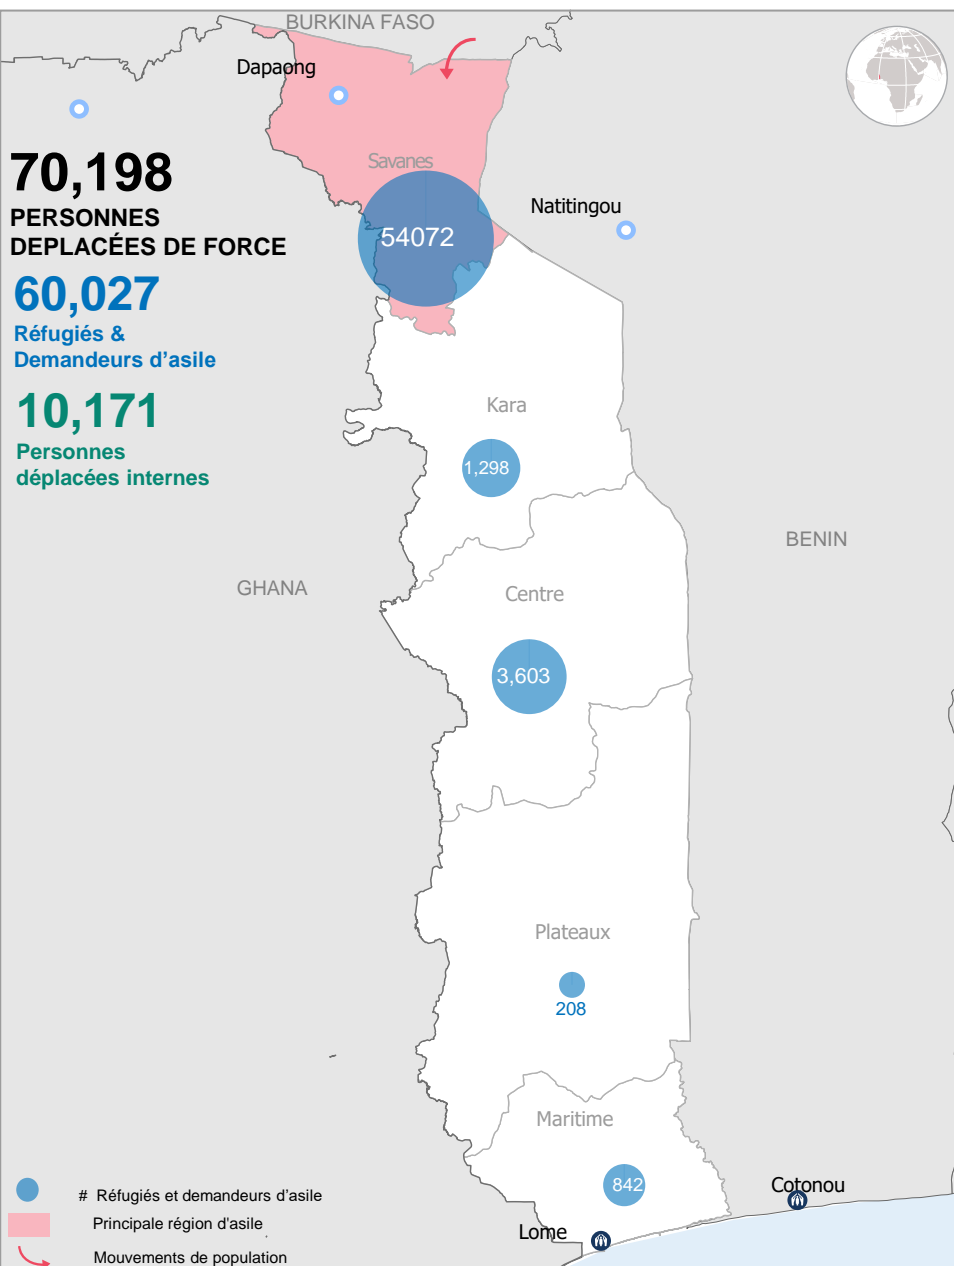 BURKINA FASO
Dapaong
Savanes
70,198
PERSONNES
DEPLACÉES DE FORCE
Natitingou
54072
60,027
Réfugiés &
Demandeurs d'asile
10,171
Personnes
déplacées internes
Kara
1,298
BENIN
GHANA
Centre
3,603
Plateaux
208
Maritime
842
Cotonou
Lome
# Réfugiés et demandeurs d'asile
Principale région d'asile
Mouvements de population